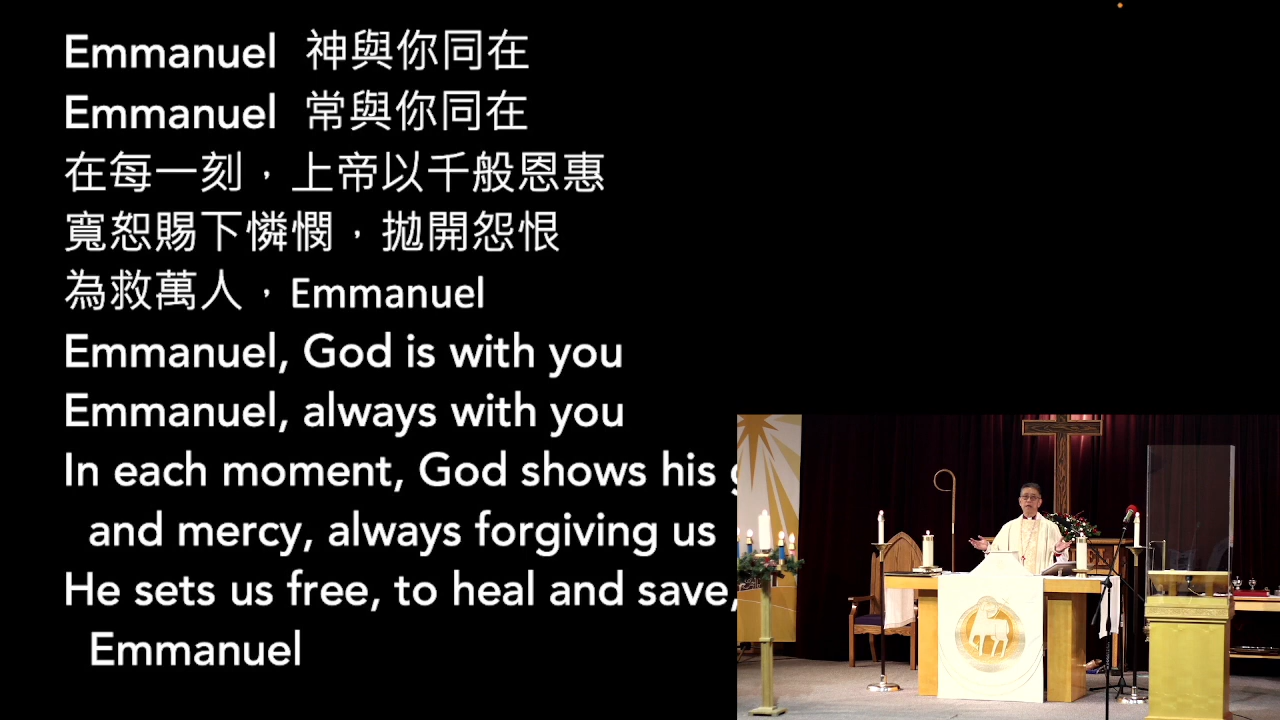 Emmanuel 神與你同在
Emmanuel 常與你同在
在每一刻，上帝以千般恩惠
寬恕賜下憐憫，拋開怨恨
為救萬人，Emmanuel
Emmanuel, God is with you
Emmanuel, always with you
In each moment, God shows his
and mercy, always forgiving us
He sets us free, to heal and save,
Emmanuel